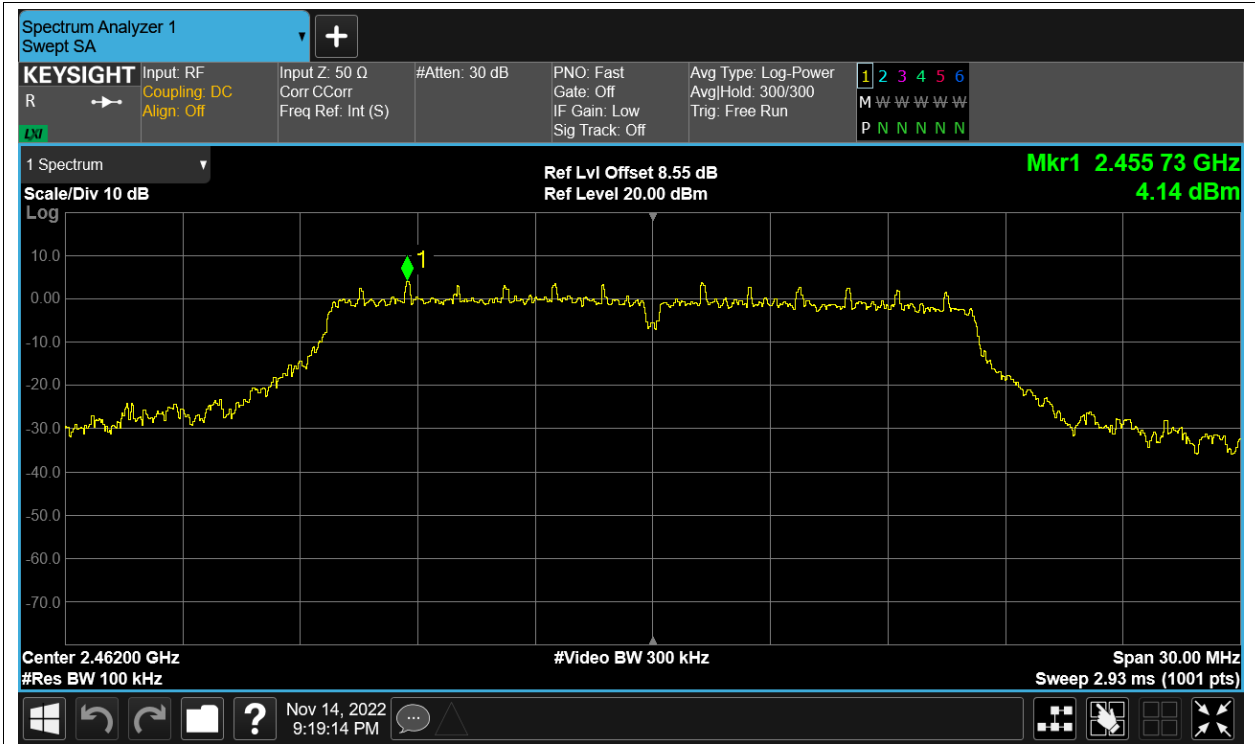 Spectrum Analyzer 1
Swept SA
KEYSIGHT Input: RF Input Z: 50 Ω #Atten: 30 dB PNO: Fast Avg Type: Log-Power 1 2 3 4 5 6
R Coupling: DC Corr CCorr Gate: Off Avg|Hold: 300/300 M W W W W W W
Align: Off Freq Ref: Int (S) IF Gain: Low Trig: Free Run
LXI Sig Track: Off P N N N N N N
1 Spectrum Ref Lvl Offset 8.55 dB Mkr1 2.455 73 GHz
Scale/Div 10 dB Ref Level 20.00 dBm 4.14 dBm
Log
1
10.0
0.00
-10.0
-20.0
-30.0
-40.0
-50.0
-60.0
-70.0
Center 2.46200 GHz #Video BW 300 kHz Span 30.00 MHz
#Res BW 100 kHz Sweep 2.93 ms (1001 pts)
? Nov 14, 2022
9:19:14 PM